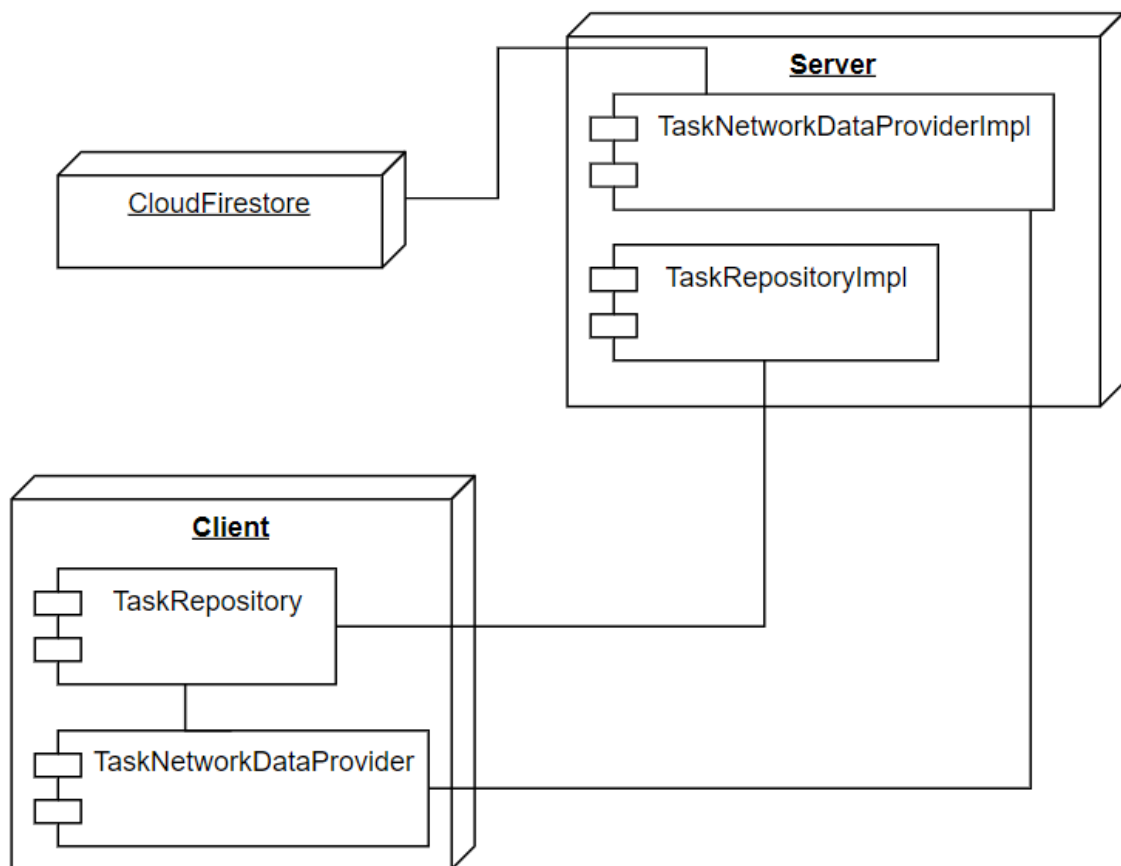 Server
TaskNetworkDataProviderImpl
CloudFirestore
TaskRepositoryImpl
Client
TaskRepository
TaskNetworkDataProvider